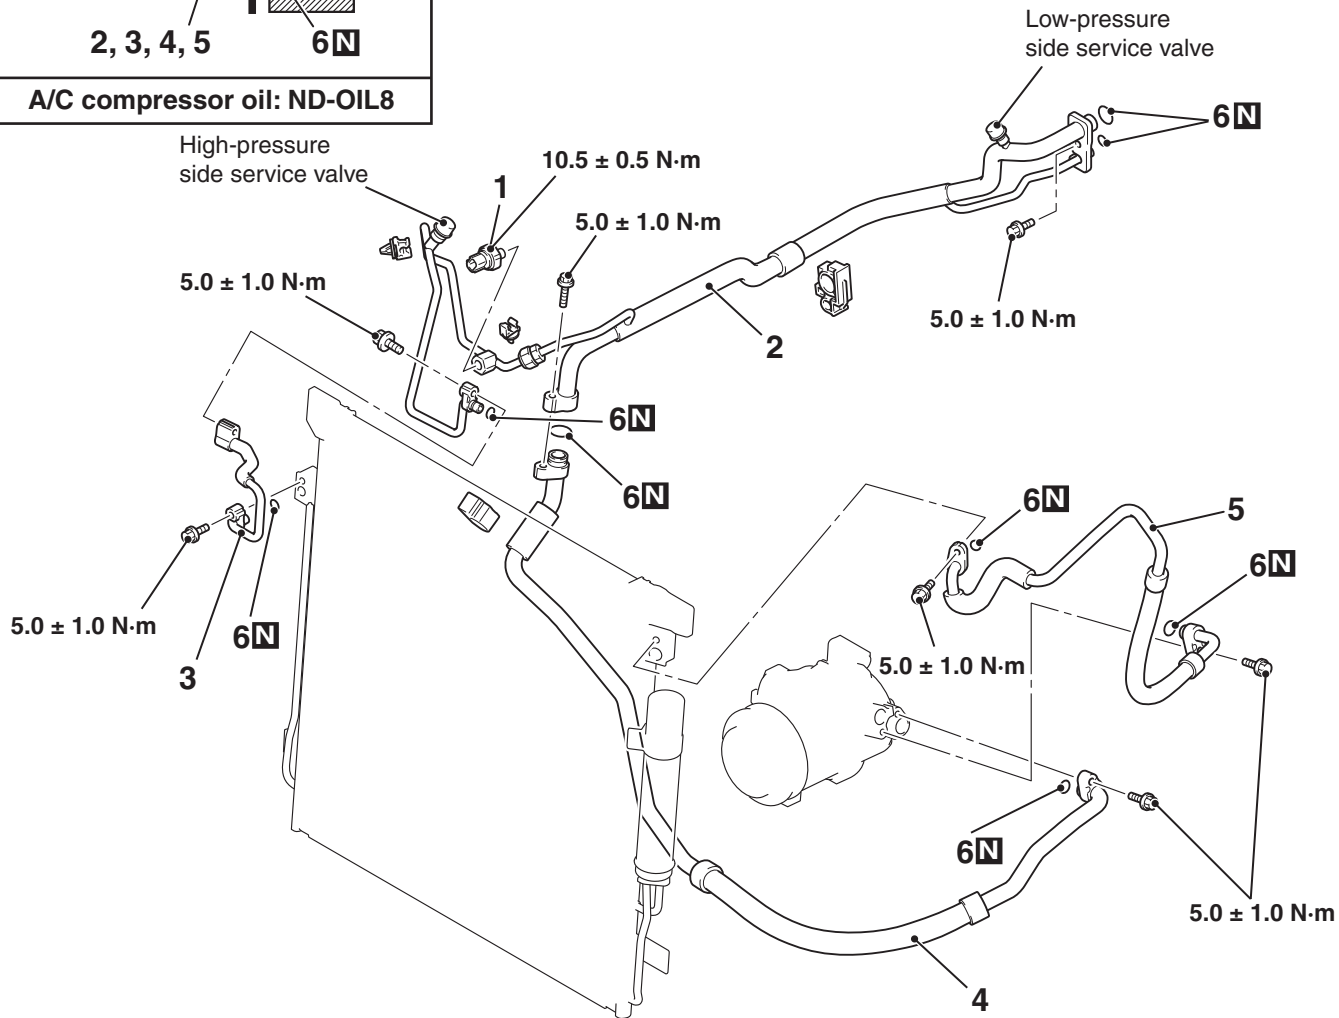 2, 3, 4, 5
6N
A/C compressor oil: ND-OIL8
Low-pressure
side service valve
6N
High-pressure
side service valve
10.5 ± 0.5 N·m
1
5.0 ± 1.0 N·m
5.0 ± 1.0 N·m
5.0 ± 1.0 N·m
2
6N
6N
6N
5
6N
5.0 ± 1.0 N·m
6N
3
5.0 ± 1.0 N·m
6N
5.0 ± 1.0 N·m
4